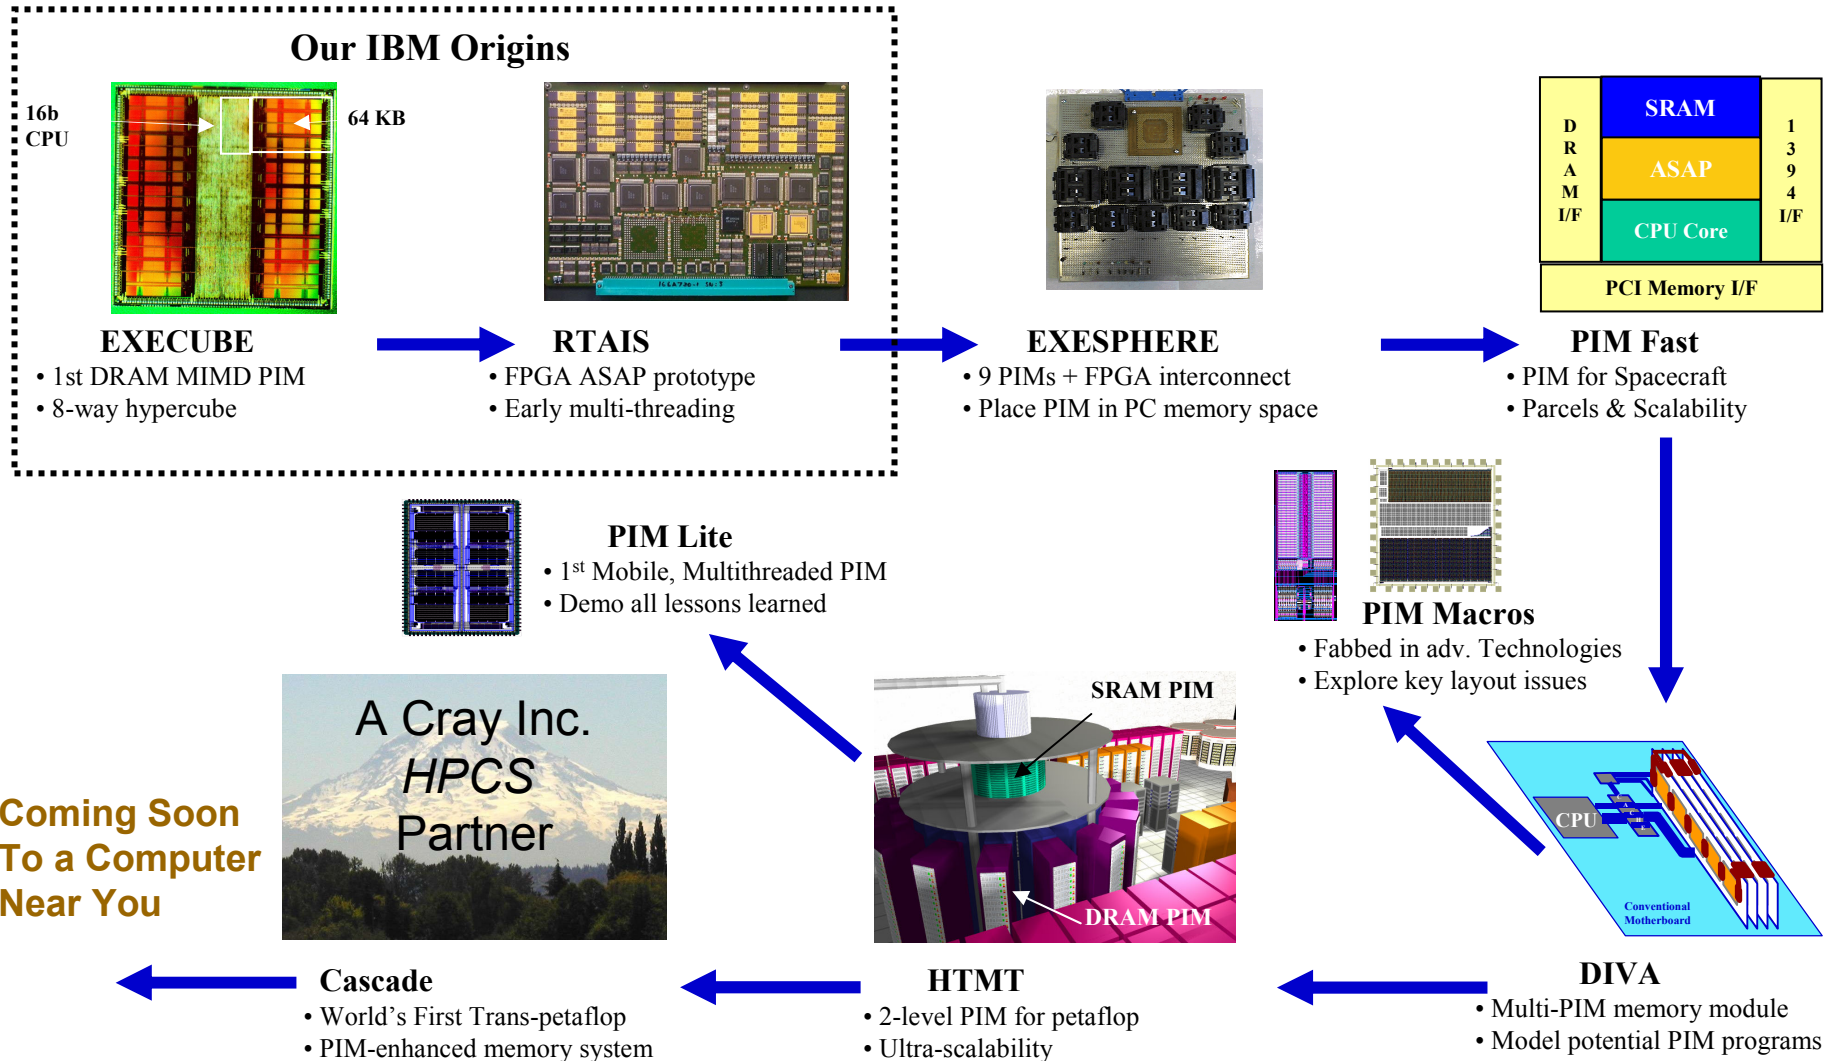 Our IBM Origins
16b
CPU
64 KB
EXECUBE
• 1st DRAM MIMD PIM
• 8-way hypercube
RTAIS
• FPGA ASAP prototype
• Early multi-threading
EXESPHERE
• 9 PIMs + FPGA interconnect
• Place PIM in PC memory space
D
R
A
M
I/F
SRAM
ASAP
CPU Core
1
3
9
4
I/F
PCI Memory I/F
PIM Fast
• PIM for Spacecraft
• Parcels & Scalability
PIM Lite
• 1st Mobile, Multithreaded PIM
• Demo all lessons learned
PIM Macros
• Fabbed in adv. Technologies
• Explore key layout issues
A Cray Inc.
HPCS
Partner
SRAM PIM
DRAM PIM
CPU
Conventional
Motherboard
Coming Soon
To a Computer
Near You
Cascade
• World’s First Trans-petaflop
• PIM-enhanced memory system
HTMT
• 2-level PIM for petaflop
• Ultra-scalability
DIVA
• Multi-PIM memory module
• Model potential PIM programs